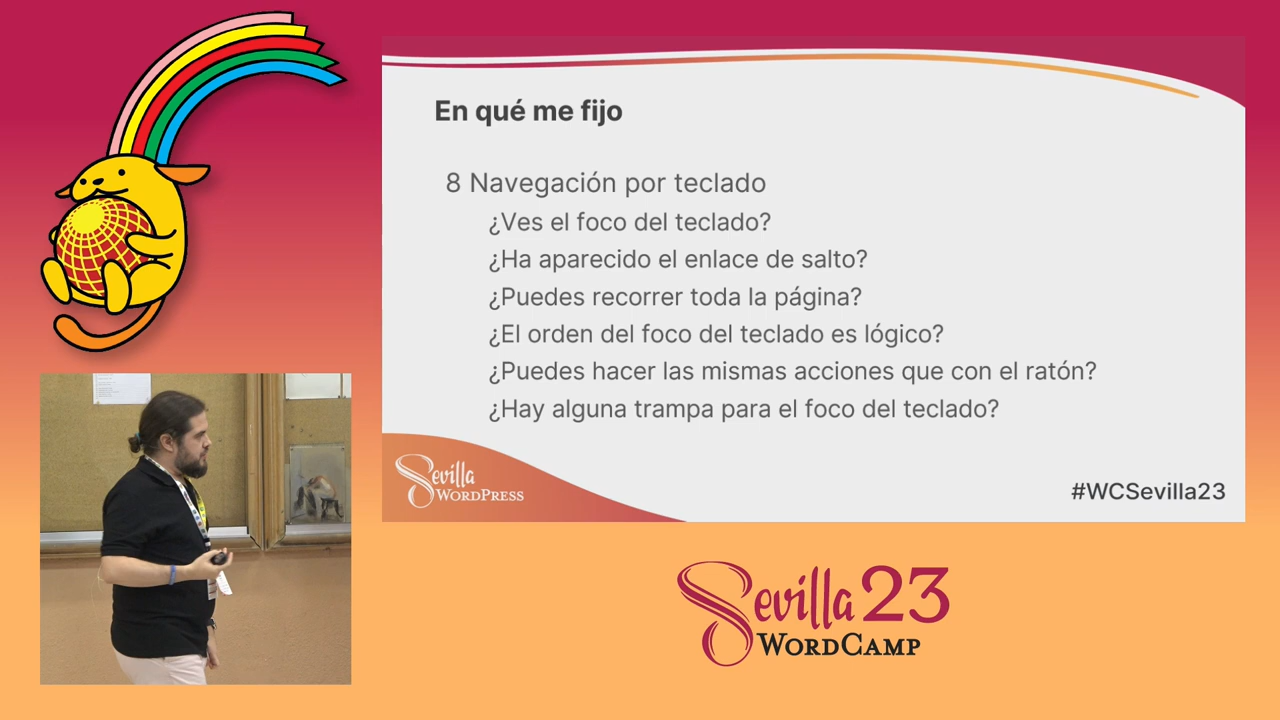 En qué me fijo
8 Navegación por teclado
¿Ves el foco del teclado?
¿Ha aparecido el enlace de salto?
¿Puedes recorrer toda la página?
¿El orden del foco del teclado es lógico?
¿Puedes hacer las mismas acciones que con el ratón?
¿Hay alguna trampa para el foco del teclado?
Sevilla
WORDPRESS
#WCSevilla23
Sevilla 23
WORDCAMP